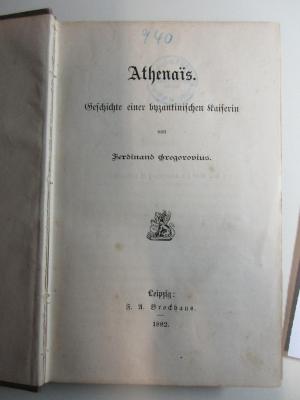 940
Athenaïs.
Geschichte einer byzantinischen Kaiserin
von
Ferdinand Gregorovius.
Leipzig:
F. A. Brockhaus.
1882.